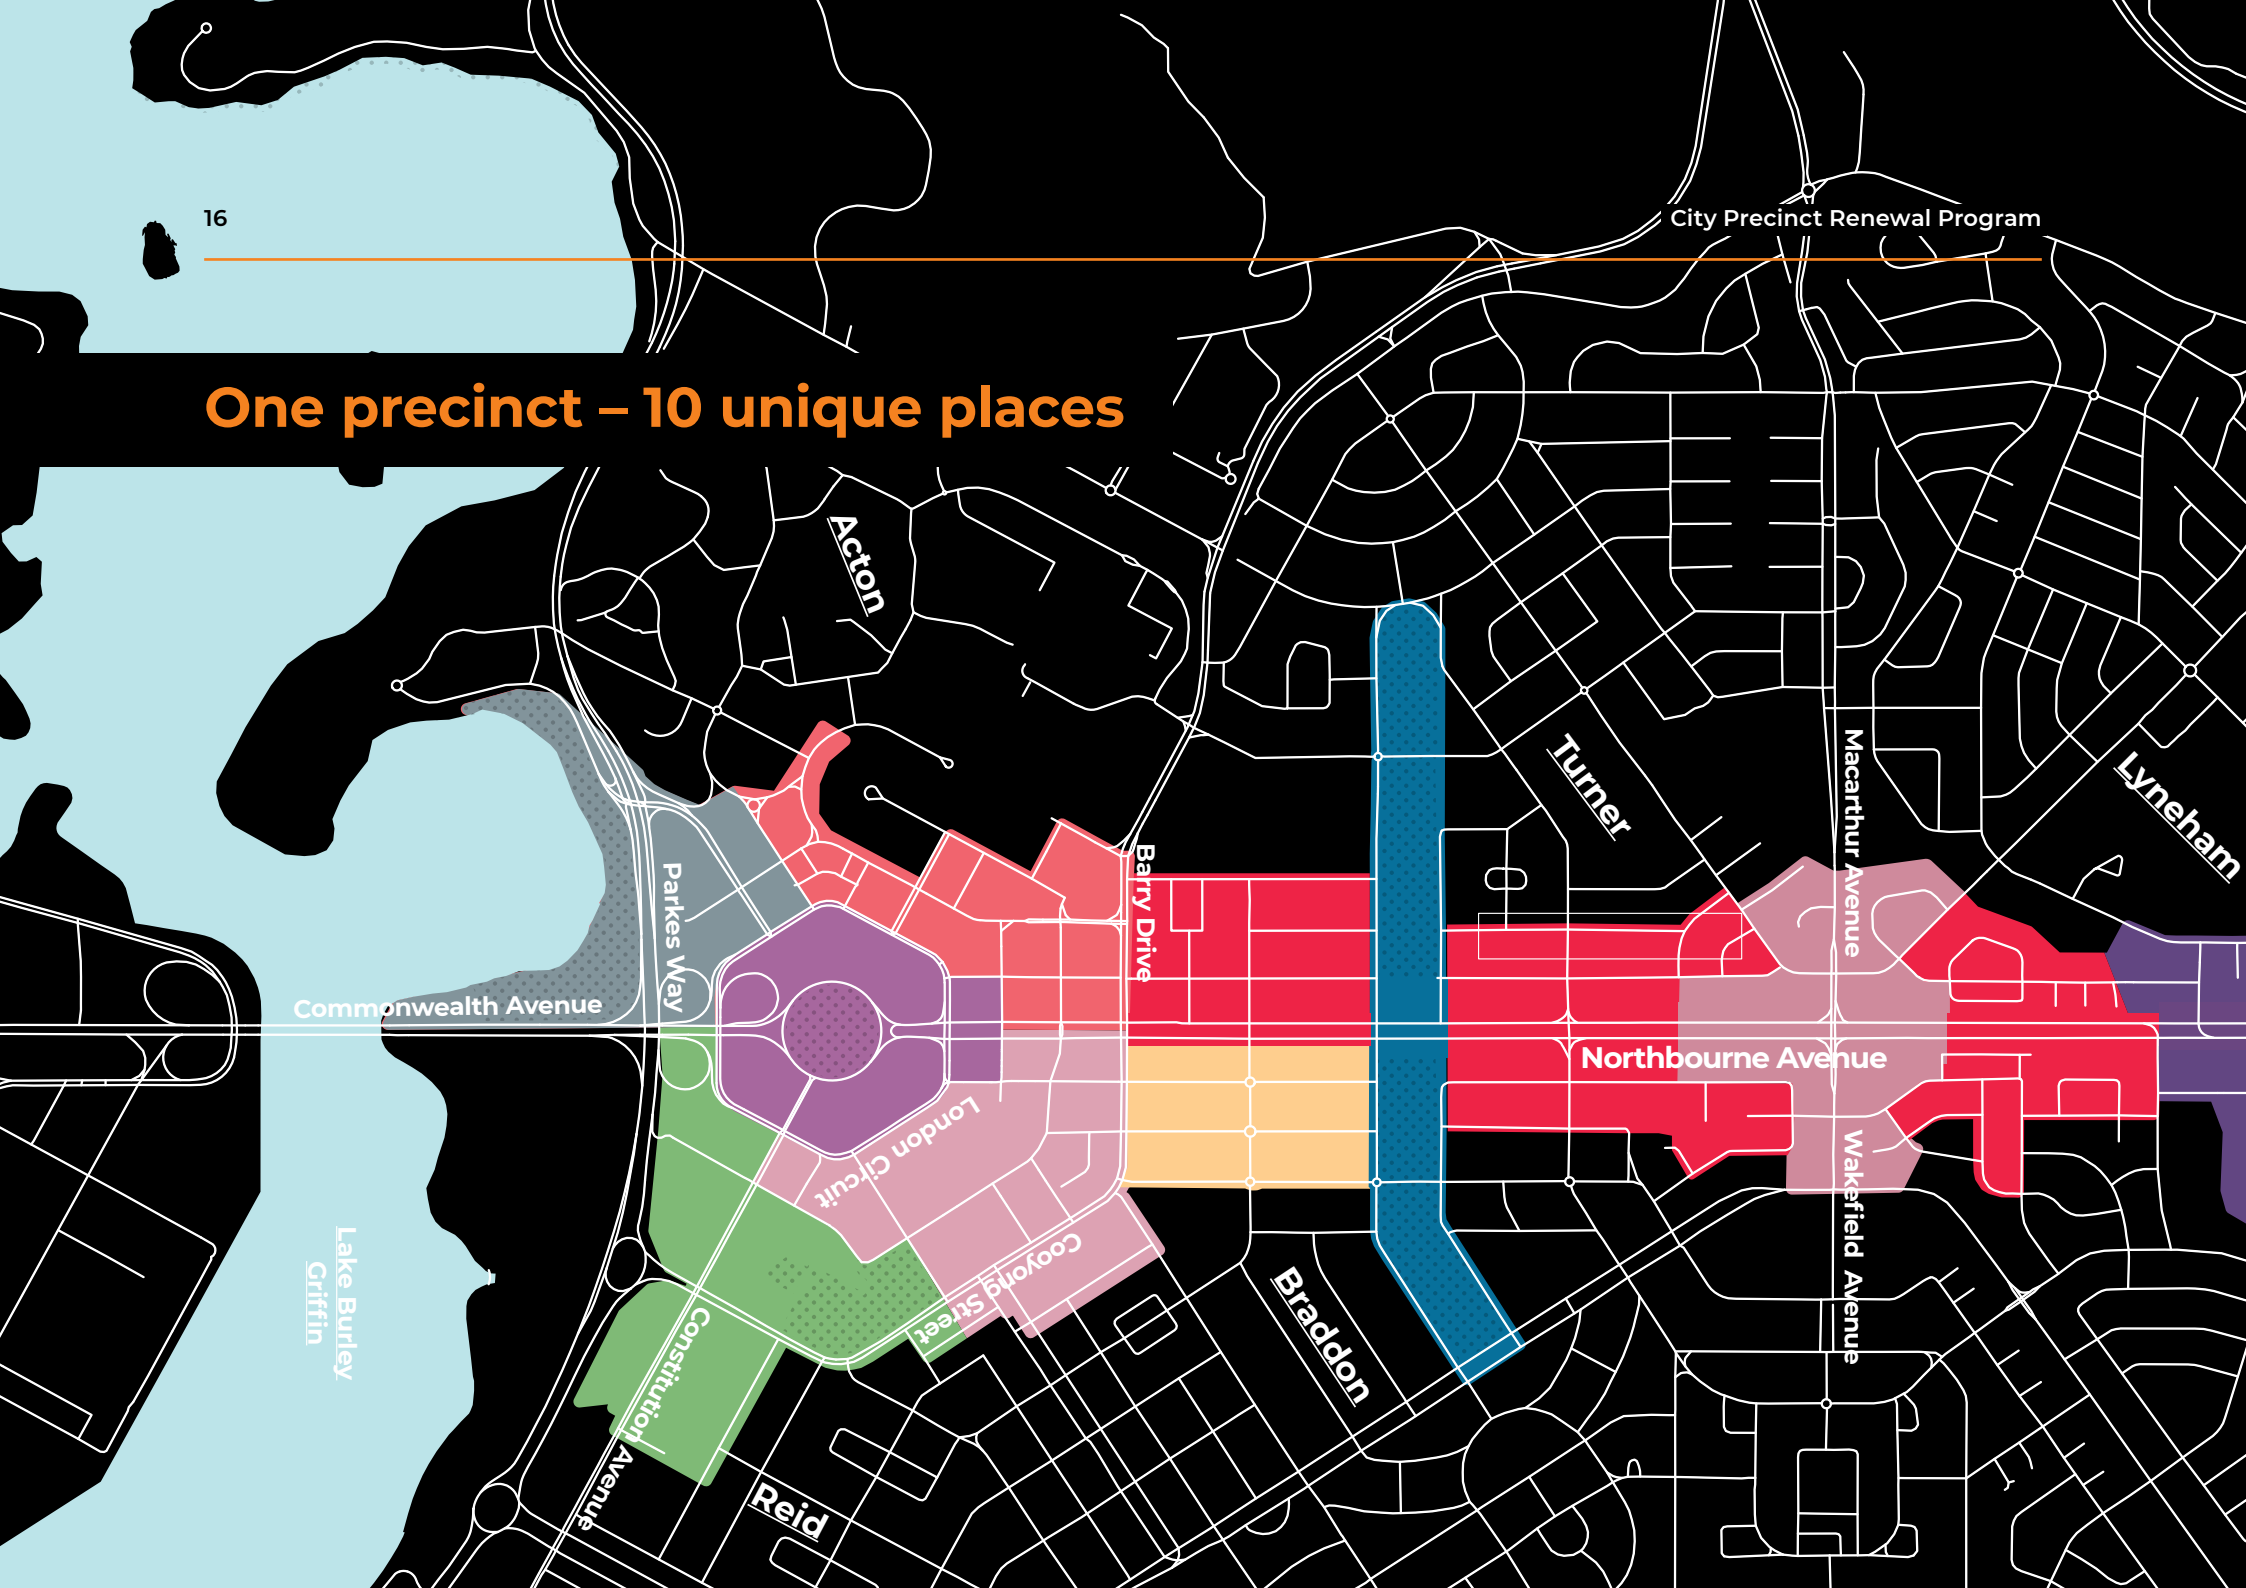 16
City Precinct Renewal Program
One precinct – 10 unique places
Acton
Turner
Macarthur Avenue
Lyneham
Parkes Way
Barry Drive
Commonwealth Avenue
Northbourne Avenue
London Circuit
Wakefield Avenue
Lake Burley
Griffin
Cooyong Street
Braddon
Constitution Avenue
Reid